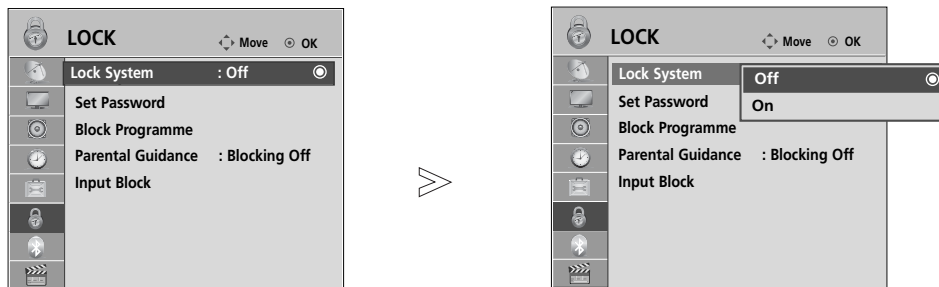 LOCK
Move OK
Lock System : Off
Set Password
Block Programme
Parental Guidance : Blocking Off
Input Block
LOCK
Move OK
Lock System
Off
On
Set Password
Block Programme
Parental Guidance : Blocking Off
Input Block